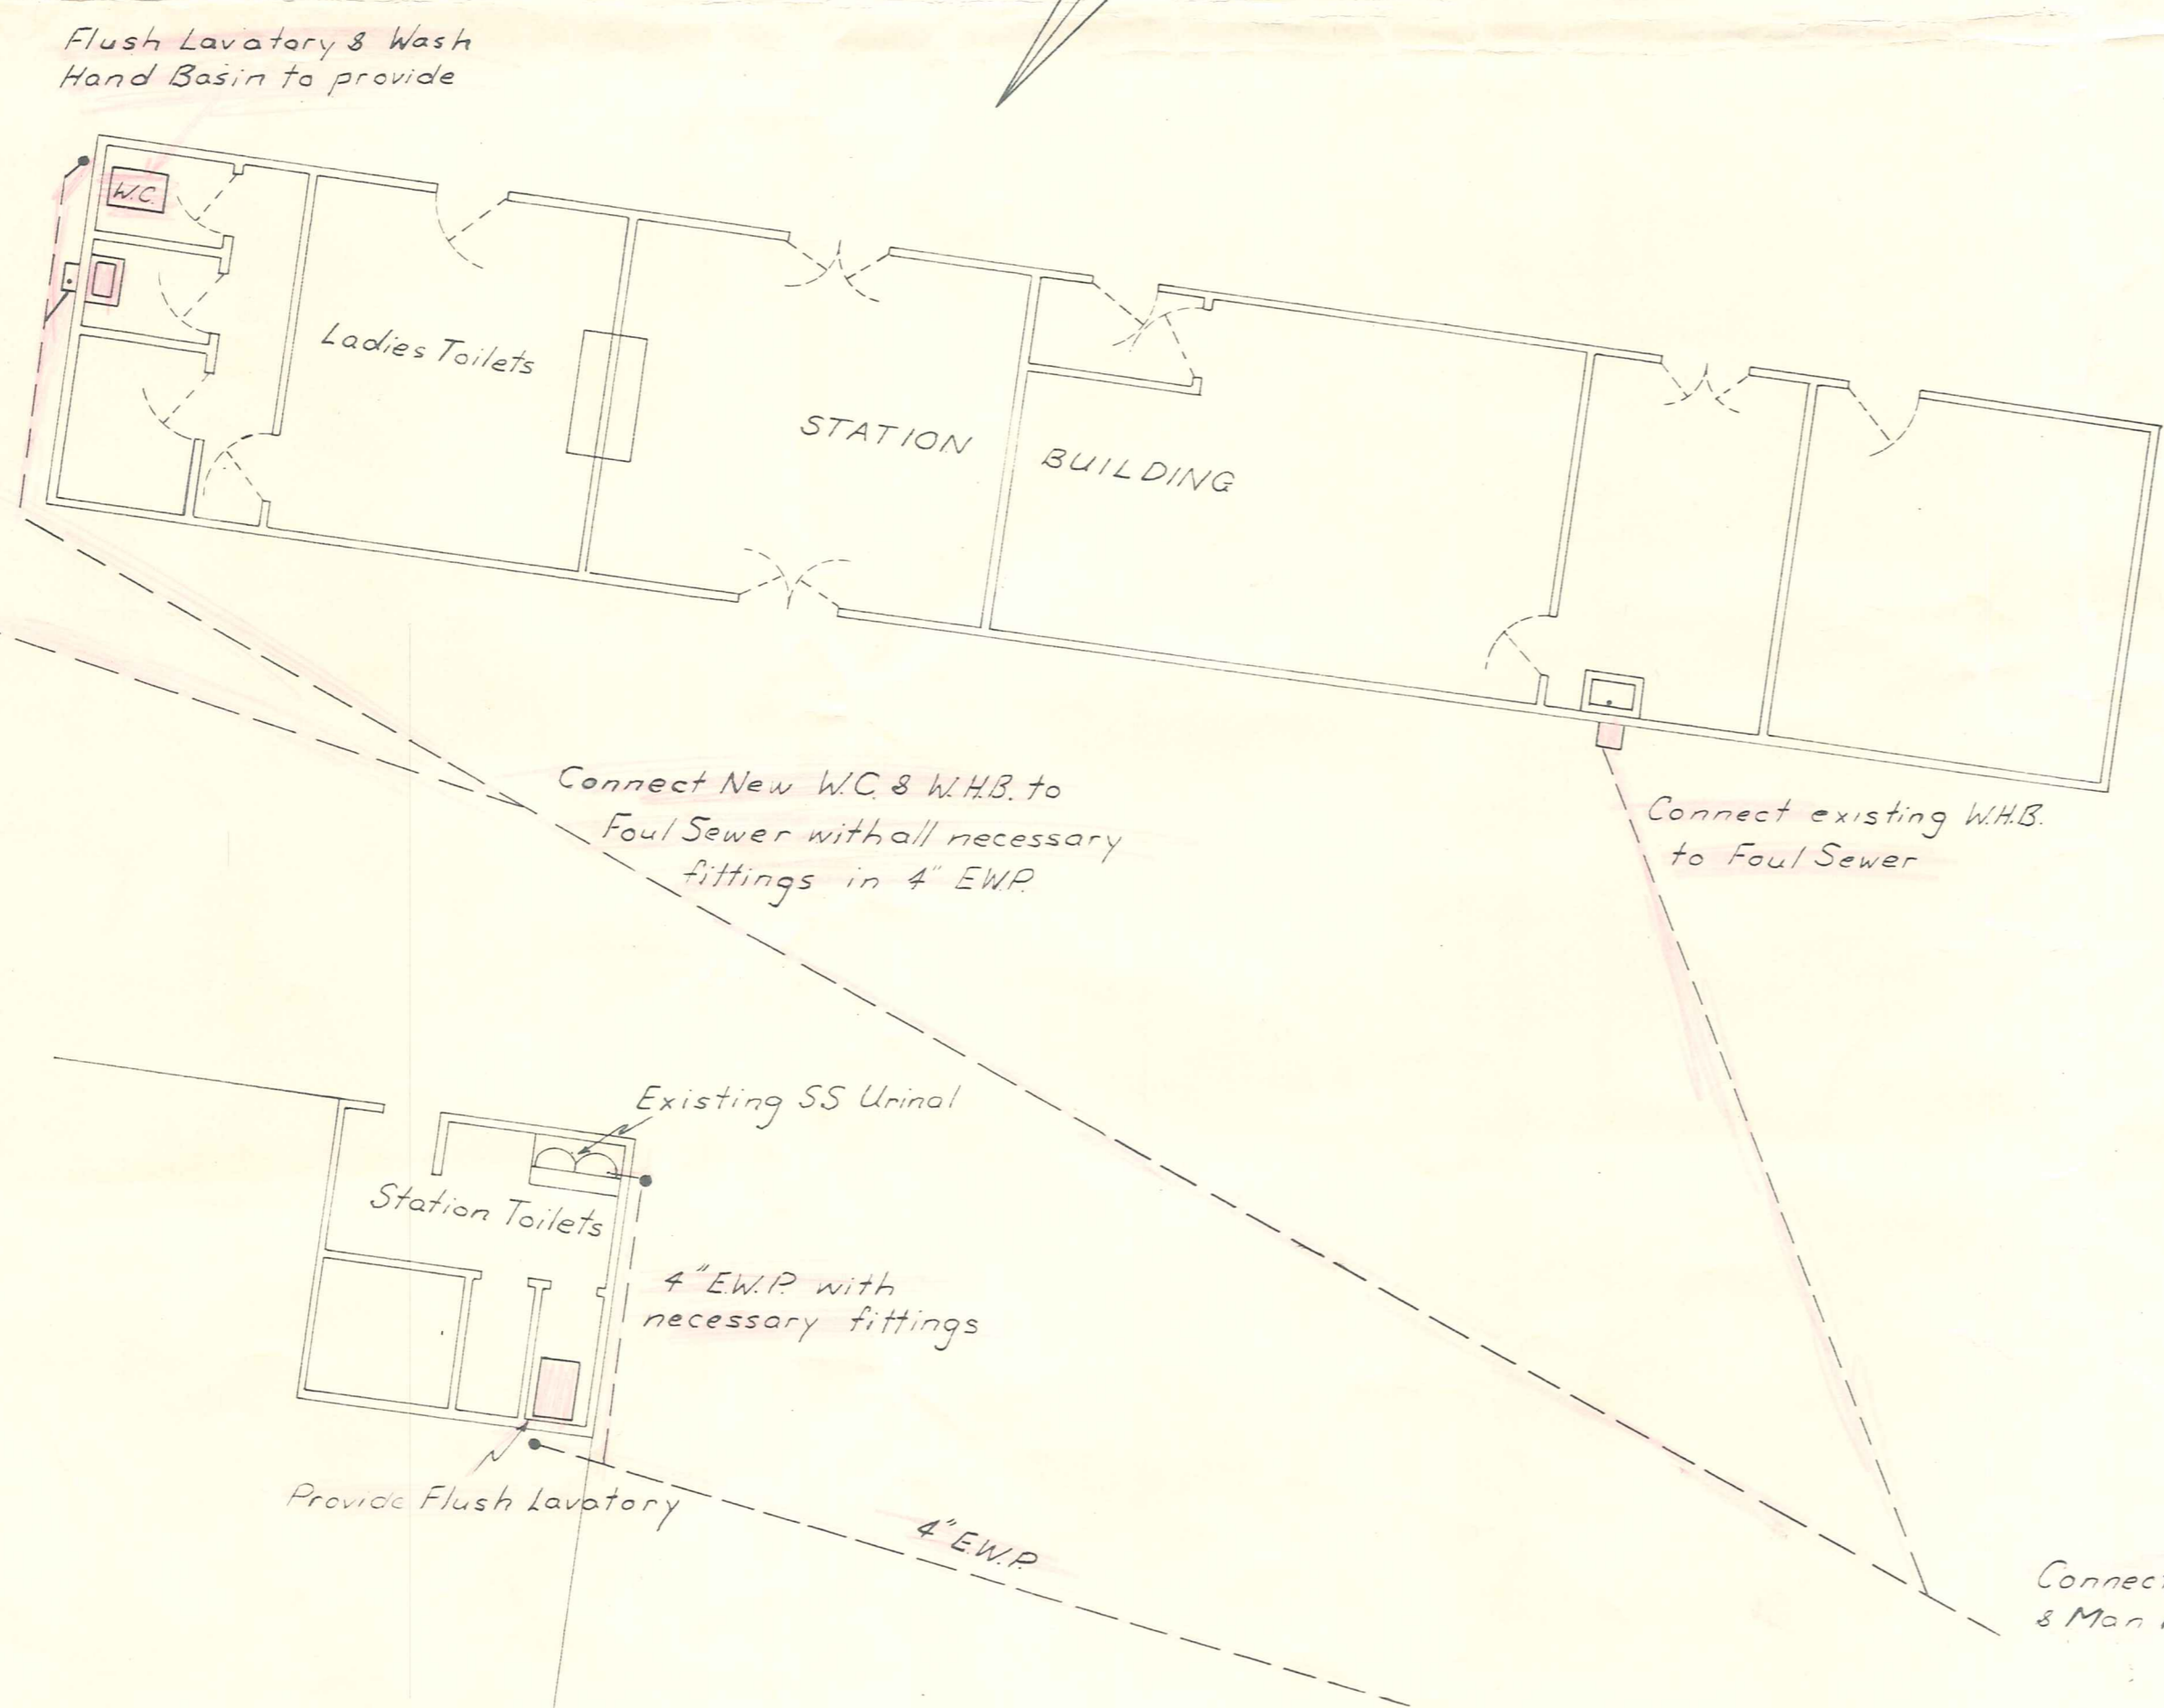 Flush Lavatory & Wash
Hand Basin to provide
W.C.
Ladies Toilets
STATION BUILDING
Connect New W.C. & W.H.B. to
Foul Sewer with all necessary
fittings in 4" E.W.P.
Connect existing W.H.B.
to Foul Sewer
Existing SS Urinal
Station Toilets
4" E.W.P. with
necessary fittings
Provide Flush Lavatory
4" E.W.P.
Connec
& Man